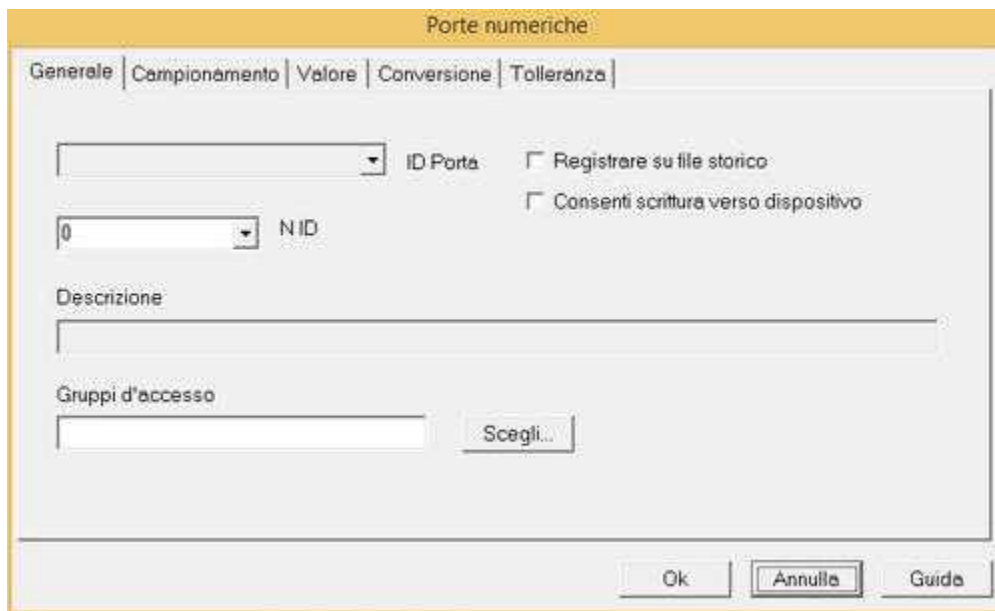 Porte numeriche
Generale Campionamento Valore Conversione Tolleranza
ID Porta
Registrare su file storico
Consenti scrittura verso dispositivo
0
N ID
Descrizione
Gruppi d'accesso
Scegli...
Ok Annulla Guida